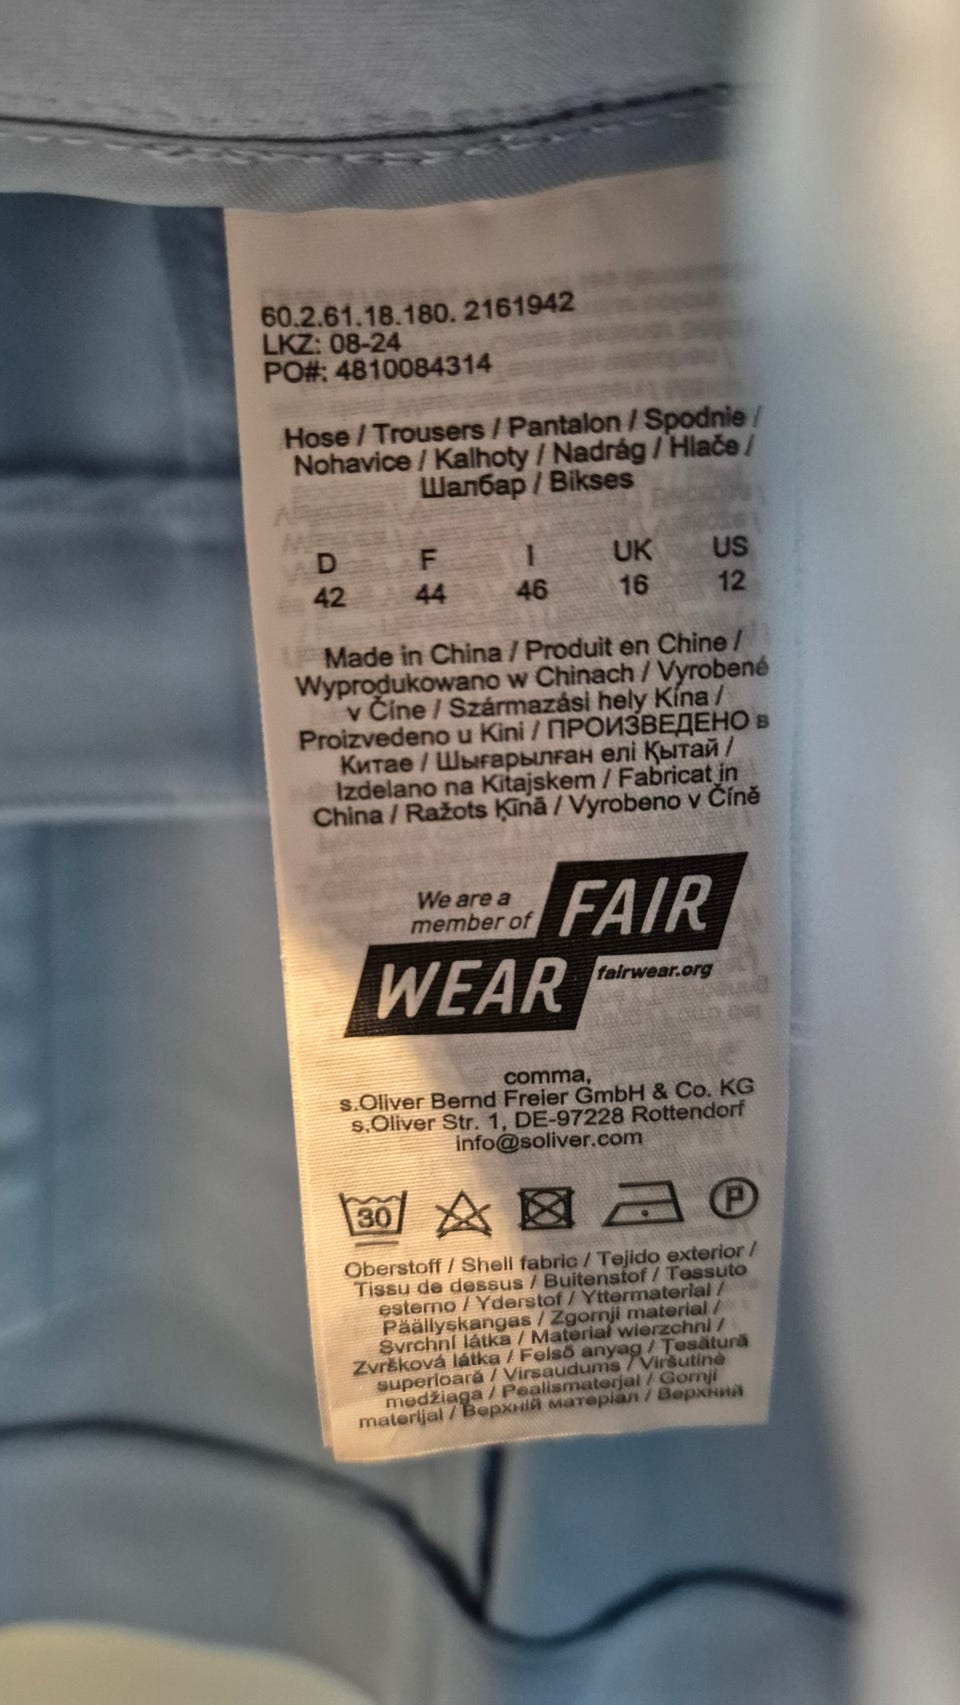 60.2.61.18.180. 2161942
LKZ: 08-24
PO#: 4810084314
Hose / Trousers / Pantalon / Spodnie /
Nohavice / Kalhoty / Nadrág / Hlače /
Шалбар / Bikses
D F I UK US
42 44 46 16 12
Made in China / Produit en Chine /
Wyprodukowano w Chinach / Vyrobené
v Číne / Származási hely Kína /
Proizvedeno u Kini / ПРОИЗВЕДЕНО в
Китае / Шығарылған елі Қытай /
Izdelano na Kitajskem / Fabricat in
China / Ražots Ķīnā / Vyrobeno v Číně
We are a
member of
FAIR
WEAR
fairwear.org
comma,
s.Oliver Bernd Freier GmbH & Co. KG
s.Oliver Str. 1, DE-97228 Rottendorf
info@soliver.com
30 P
Oberstoff / Shell fabric / Tejido exterior /
Tissu de dessus / Buitenstof / Tessuto
esterno / Yderstof / Yttermaterial /
Päällyskangas / Zgornji material /
Svrchní látka / Materiał wierzchni /
Zvršková látka / Felső anyag / Ţesătură
superioară / Virsaudums / Viršutinė
medžiaga / Pealismaterjal / Gornji
materijal / Верхній матеріал / Верхний